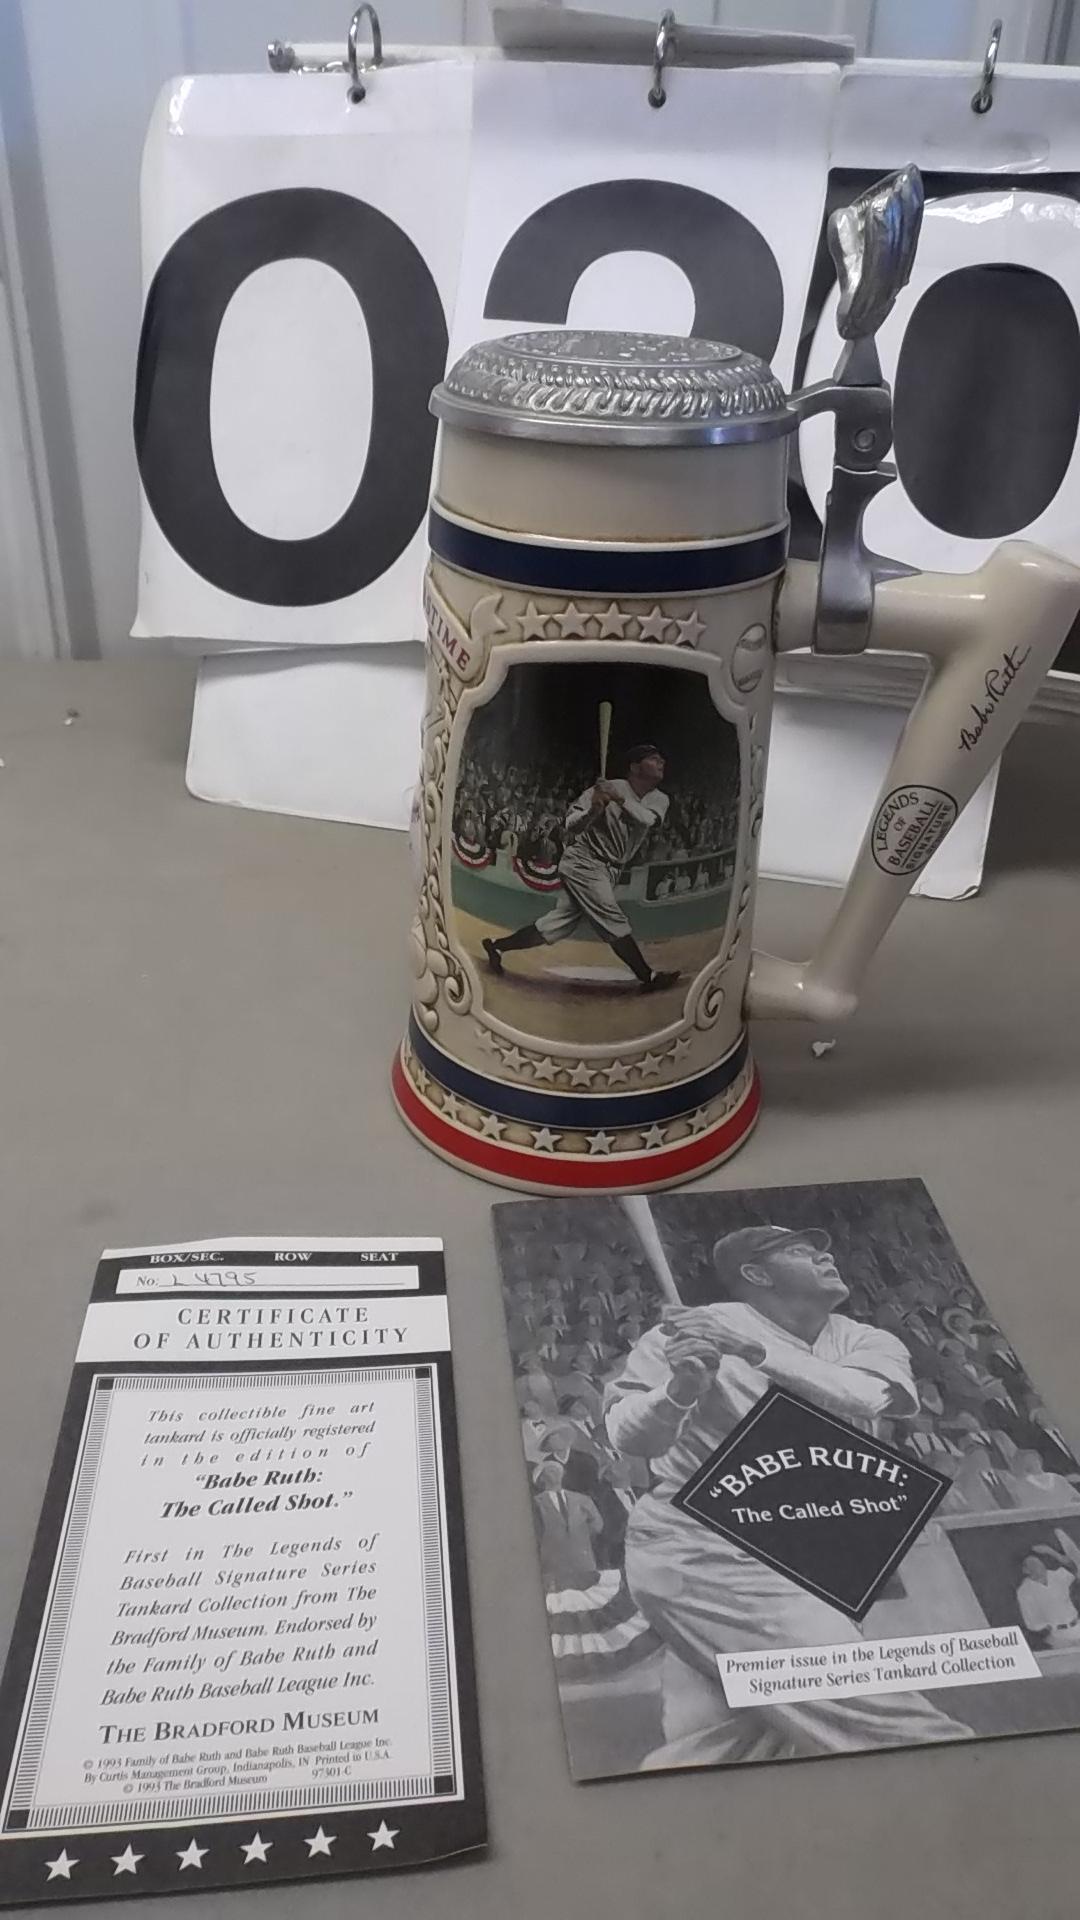 0
0
TIME
Babe Ruth
LEGENDS
OF
BASEBALL
SIGNATURE
BOX/SEC. ROW SEAT
No: L 4795
CERTIFICATE
OF AUTHENTICITY
This collectible fine art
tankard is officially registered
in the edition of
"Babe Ruth:
The Called Shot."
First in The Legends of
Baseball Signature Series
Tankard Collection from The
Bradford Museum. Endorsed by
the Family of Babe Ruth and
Babe Ruth Baseball League Inc.
THE BRADFORD MUSEUM
© 1993 Family of Babe Ruth and Babe Ruth Baseball League Inc.
By Curtis Management Group, Indianapolis, IN Printed in U.S.A.
© 1993 The Bradford Museum 97301-C
"BABE RUTH:
The Called Shot"
Premier issue in the Legends of Baseball
Signature Series Tankard Collection